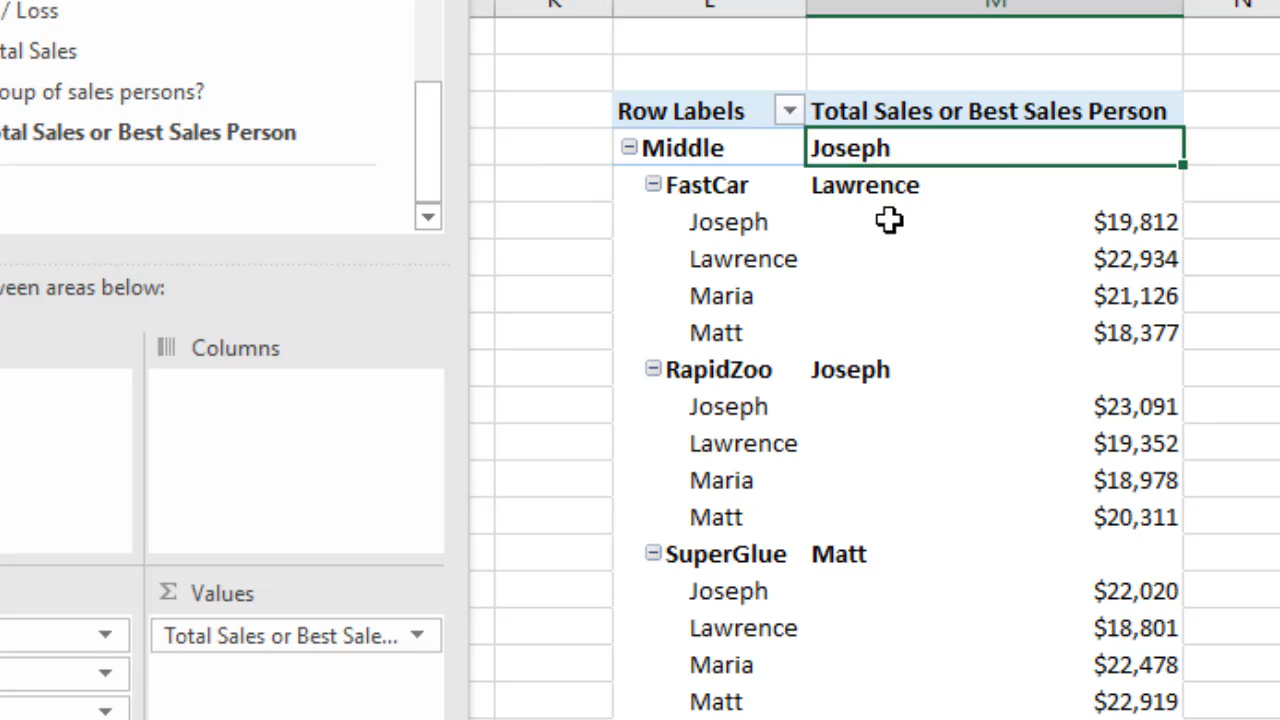 / Loss
tal Sales
oup of sales persons?
tal Sales or Best Sales Person
veen areas below:
Columns
Σ Values
Total Sales or Best Sale...
K L M N
Row Labels Total Sales or Best Sales Person
Middle Joseph
FastCar Lawrence
Joseph $19,812
Lawrence $22,934
Maria $21,126
Matt $18,377
RapidZoo Joseph
Joseph $23,091
Lawrence $19,352
Maria $18,978
Matt $20,311
SuperGlue Matt
Joseph $22,020
Lawrence $18,801
Maria $22,478
Matt $22,919